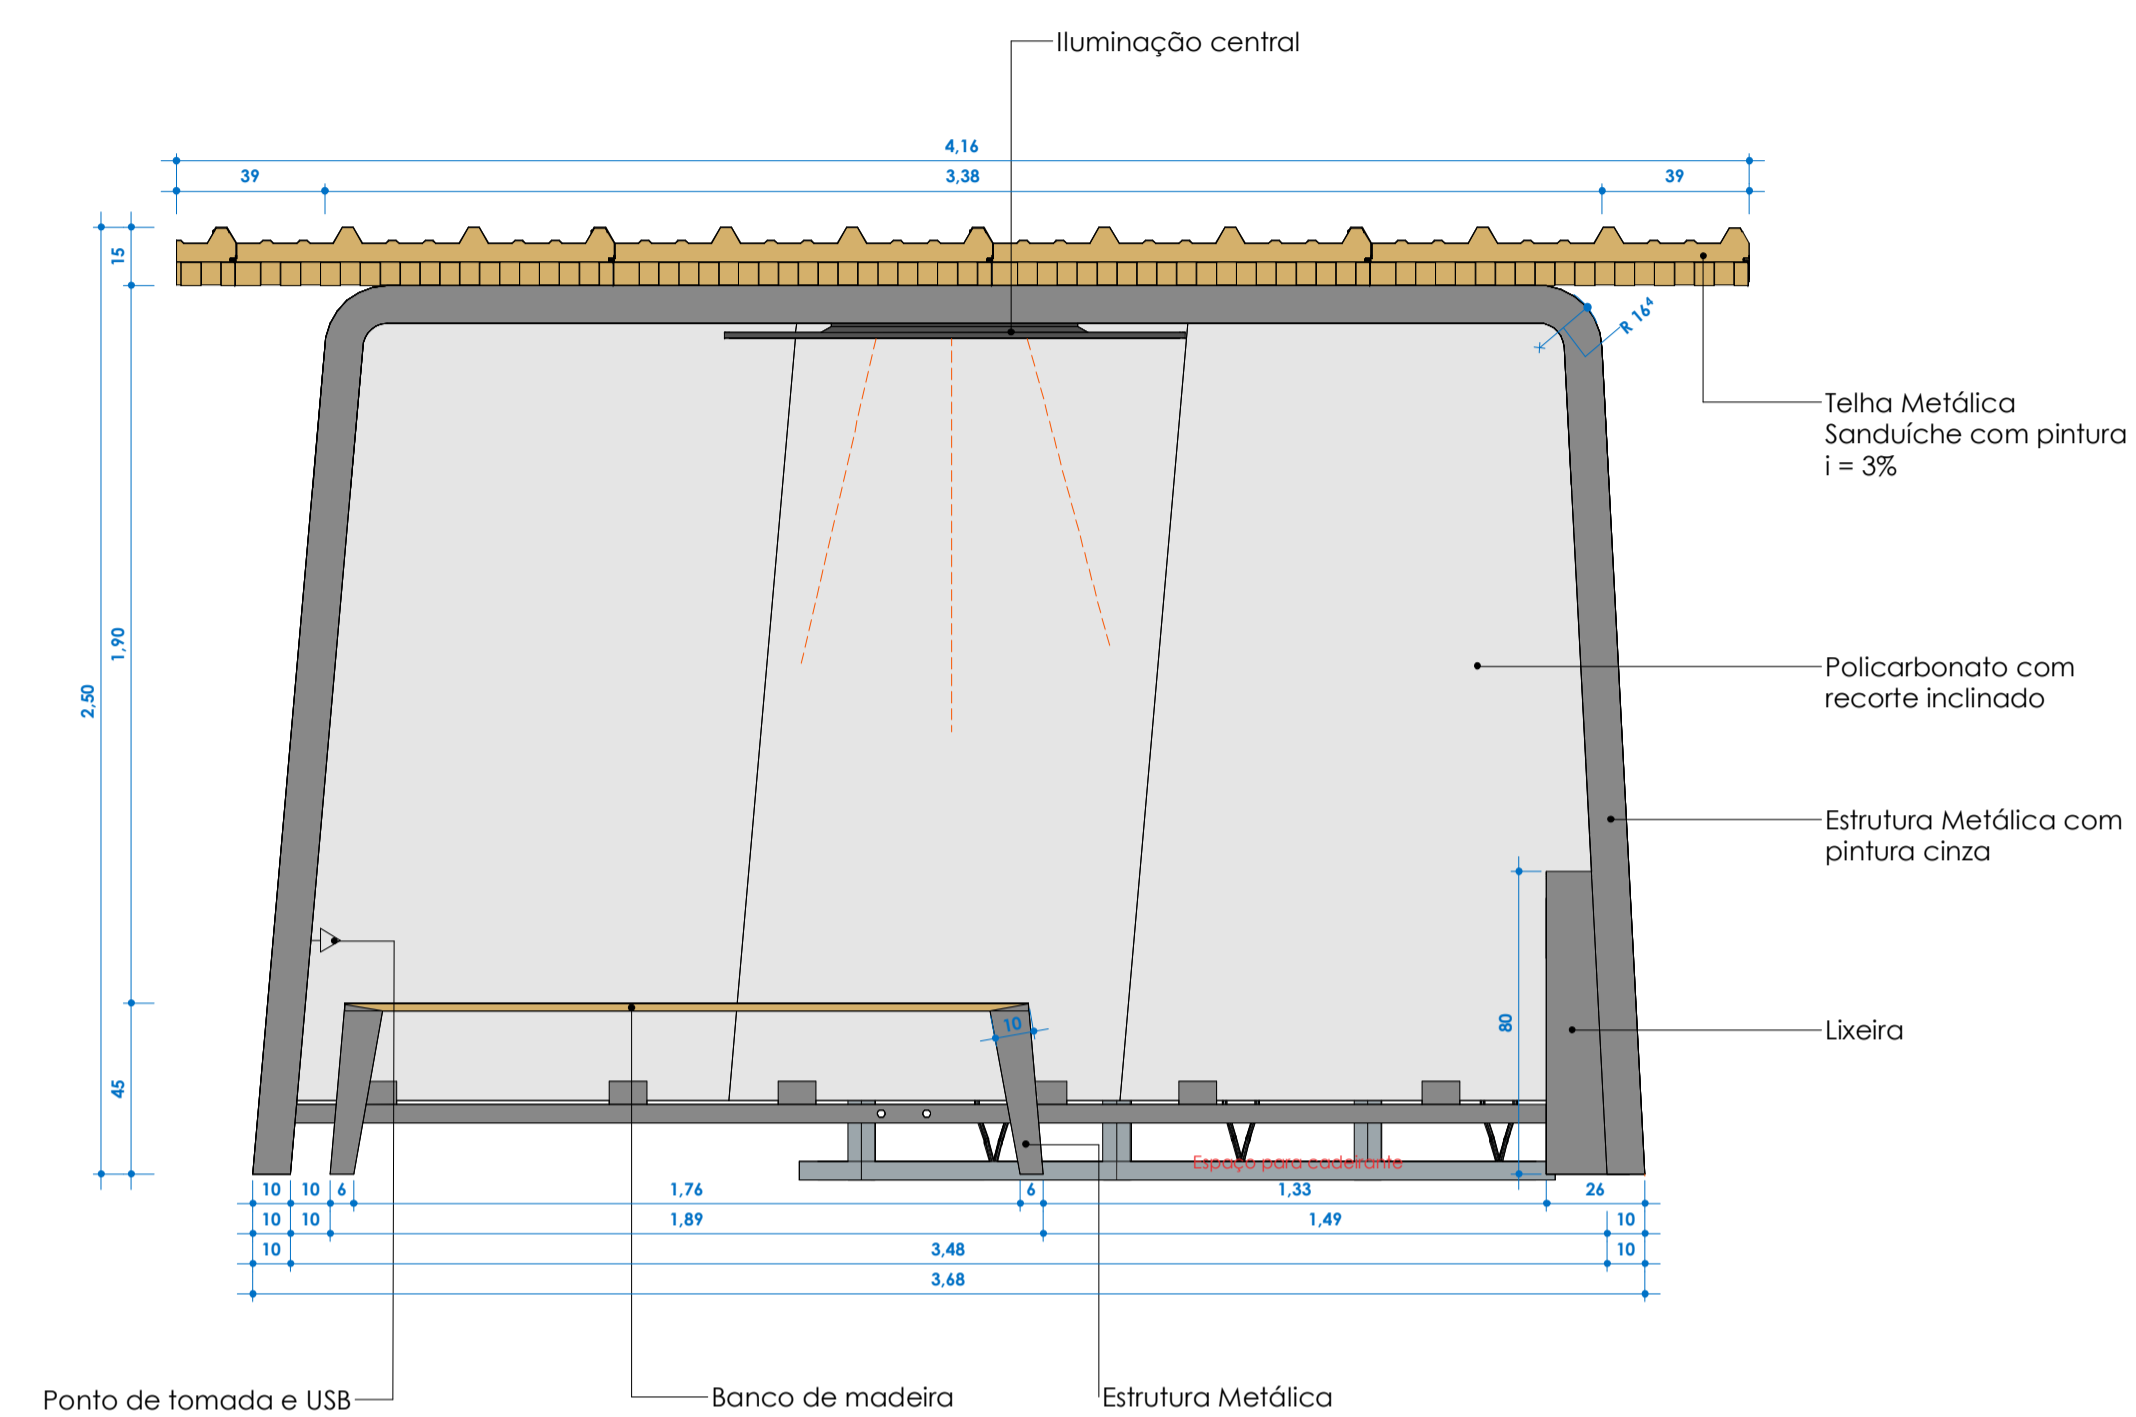 Iluminação central
4,16
39
3,38
39
15
R 16⁴
Telha Metálica
Sanduíche com pintura
i = 3%
1,90
2,50
Policarbonato com
recorte inclinado
Estrutura Metálica com
pintura cinza
80
10
Lixeira
45
Espaço para cadeirante
10
10
6
1,76
6
1,33
26
10
10
1,89
1,49
10
10
3,48
10
3,68
Ponto de tomada e USB
Banco de madeira
Estrutura Metálica